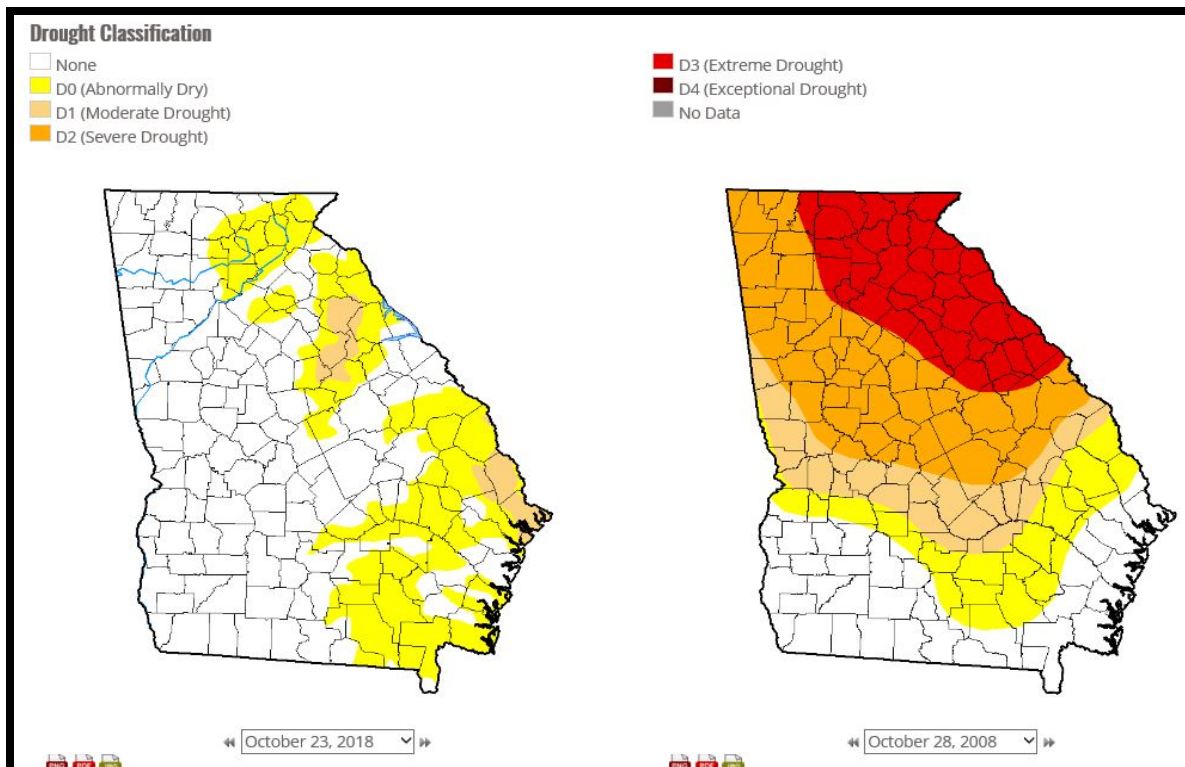 Drought Classification
None
D0 (Abnormally Dry)
D1 (Moderate Drought)
D2 (Severe Drought)
D3 (Extreme Drought)
D4 (Exceptional Drought)
No Data
October 23, 2018
October 28, 2008